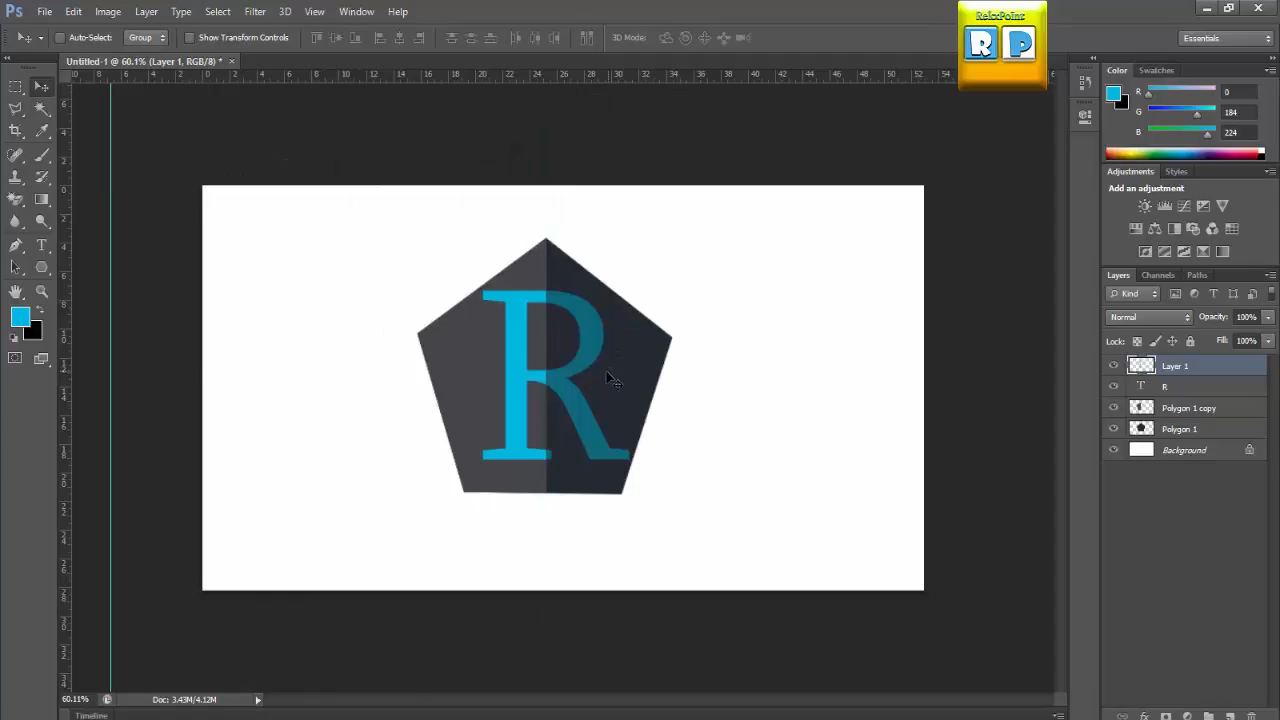 Ps File Edit Image Layer Type Select Filter 3D View Window Help
RelaxPoint
R P
Auto-Select: Group Show Transform Controls 3D Mode: Essentials
Untitled-1 @ 60.1% (Layer 1, RGB/8) * ×
Color Swatches
R 0
G 184
B 224
Adjustments Styles
Add an adjustment
Layers Channels Paths
Kind
Normal Opacity: 100%
Lock: Fill: 100%
Layer 1
T R
Polygon 1 copy
Polygon 1
Background
R
60.11% Doc: 3.43M/4.12M
Timeline